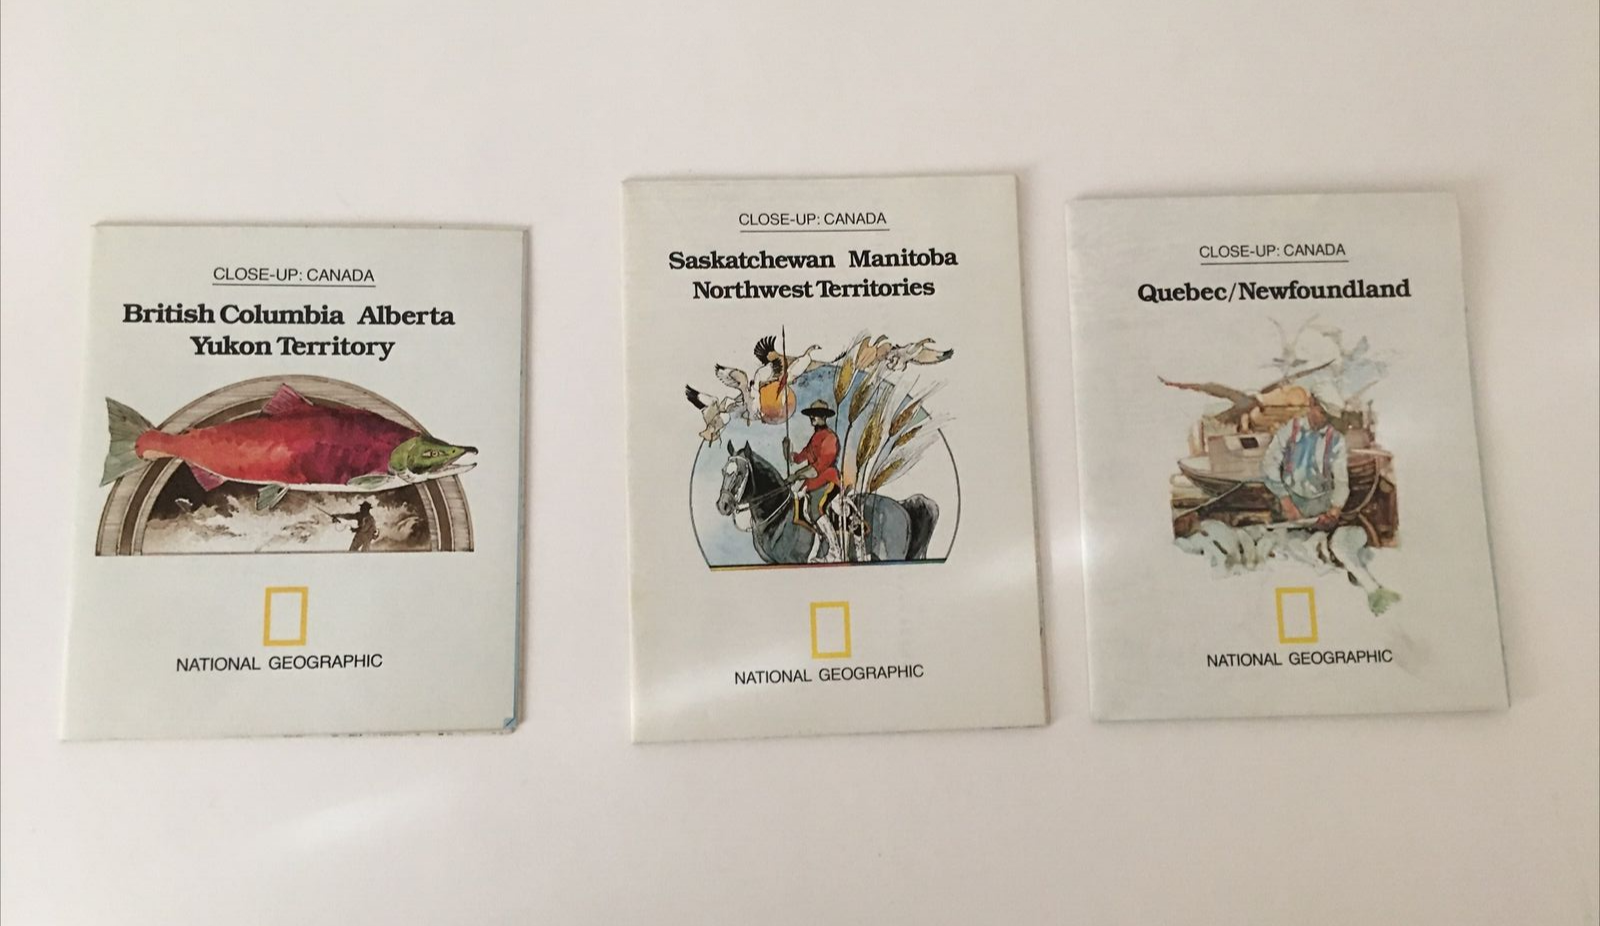 CLOSE-UP: CANADA
British Columbia Alberta
Yukon Territory
NATIONAL GEOGRAPHIC
CLOSE-UP: CANADA
Saskatchewan Manitoba
Northwest Territories
NATIONAL GEOGRAPHIC
CLOSE-UP: CANADA
Quebec/Newfoundland
NATIONAL GEOGRAPHIC